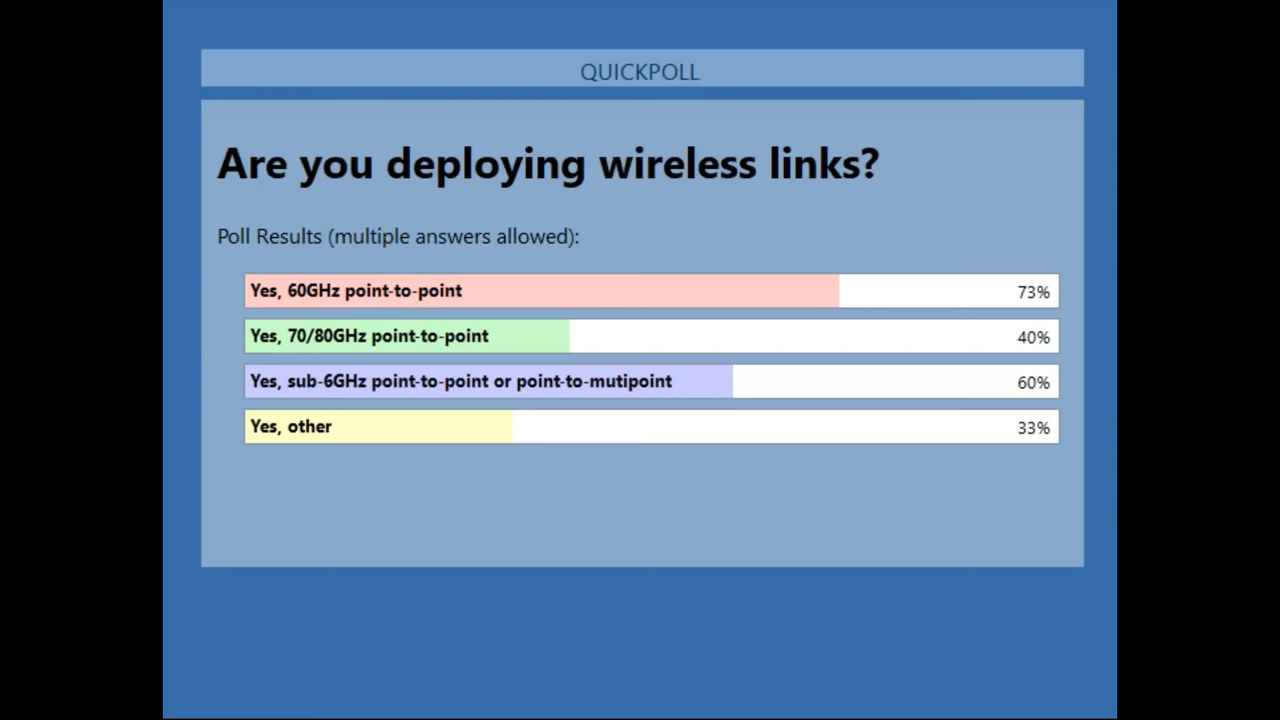 QUICKPOLL
Are you deploying wireless links?
Poll Results (multiple answers allowed):
Yes, 60GHz point-to-point 73%
Yes, 70/80GHz point-to-point 40%
Yes, sub-6GHz point-to-point or point-to-mutipoint 60%
Yes, other 33%